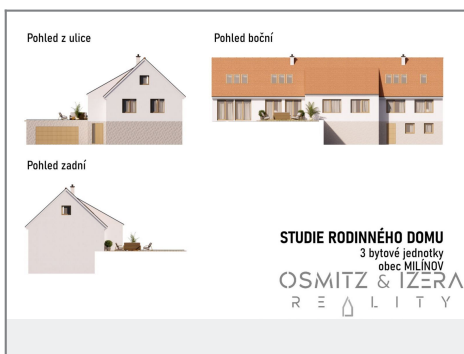 Pohled z ulice
Pohled boční
Pohled zadní
STUDIE RODINNÉHO DOMU
3 bytové jednotky
obec MILÍNOV
OSMITZ & IZERA
REALITY